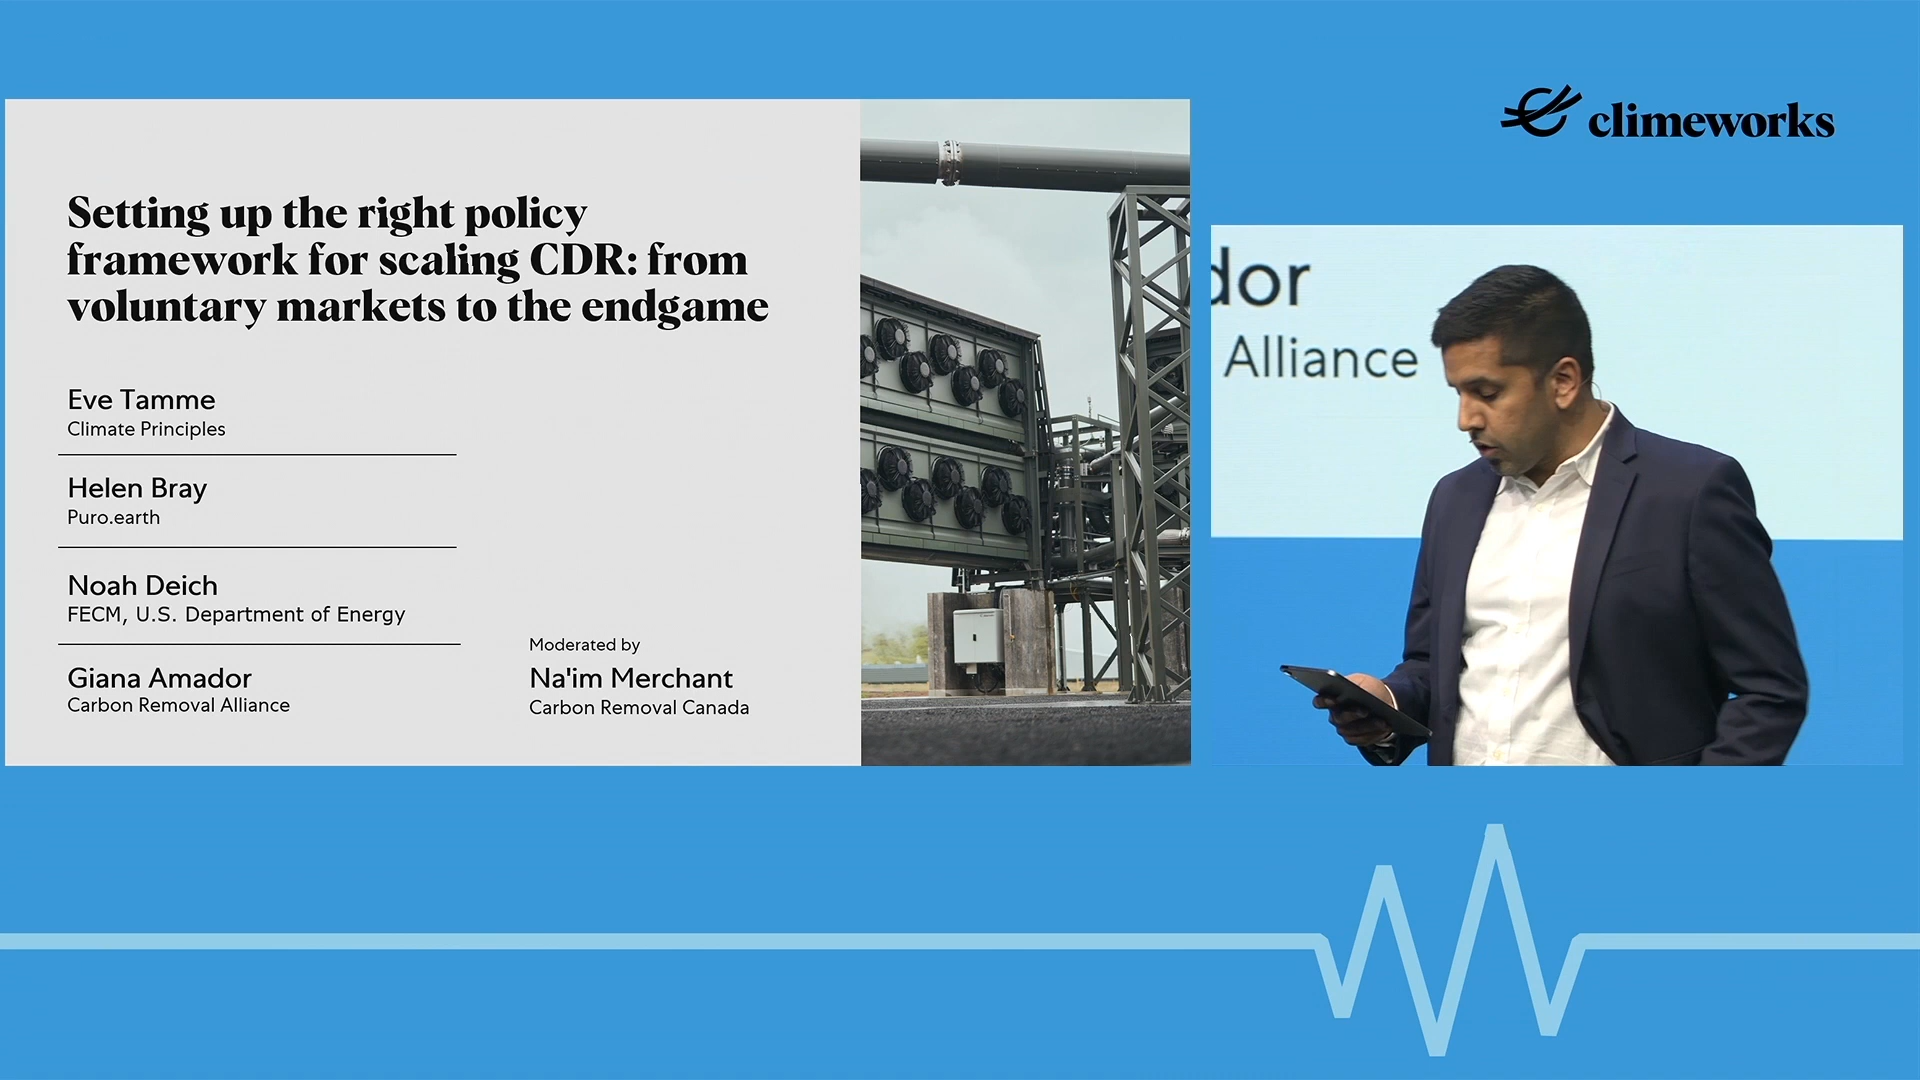 climeworks
Setting up the right policy
framework for scaling CDR: from
voluntary markets to the endgame
Eve Tamme
Climate Principles
Helen Bray
Puro.earth
Noah Deich
FECM, U.S. Department of Energy
Giana Amador
Carbon Removal Alliance
Moderated by
Na'im Merchant
Carbon Removal Canada
dor
Alliance